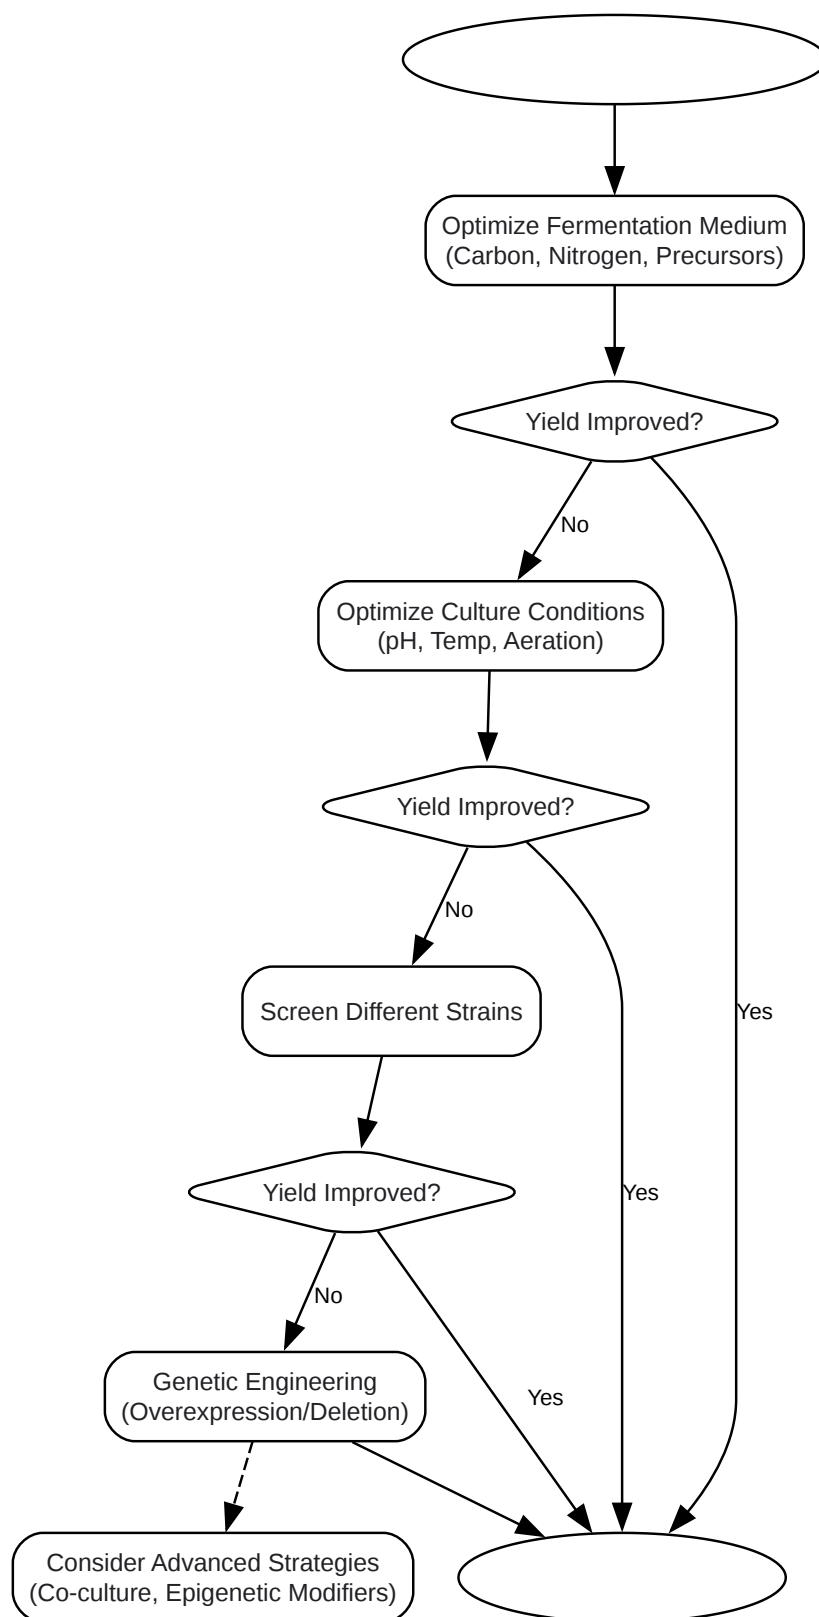 Optimize Fermentation Medium
(Carbon, Nitrogen, Precursors)
Yield Improved?
No
Optimize Culture Conditions
(pH, Temp, Aeration)
Yield Improved?
No
Screen Different Strains
Yes
Yield Improved?
Yes
No
Genetic Engineering
(Overexpression/Deletion)
Yes
Consider Advanced Strategies
(Co-culture, Epigenetic Modifiers)